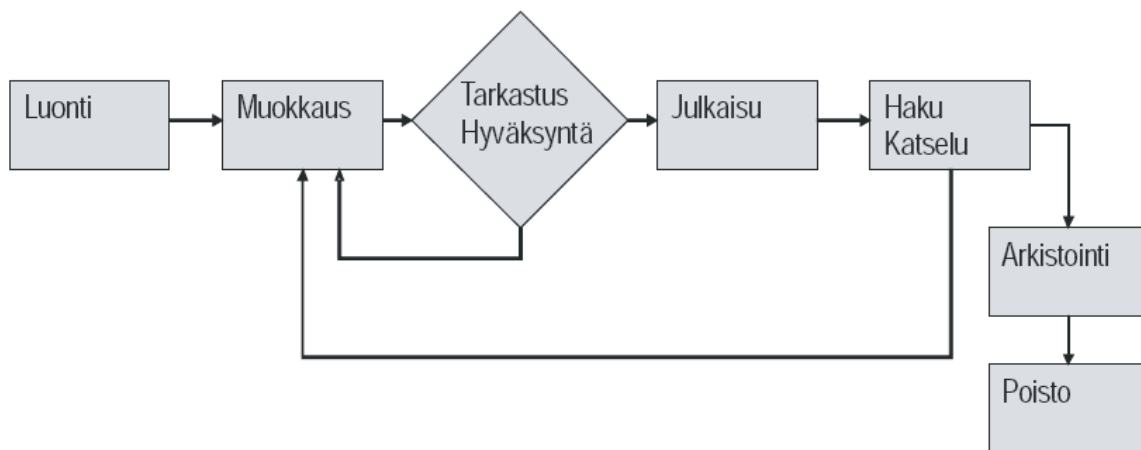 Luonti
Muokkaus
Tarkastus
Hyväksyntä
Julkaisu
Haku
Katselu
Arkistointi
Poisto